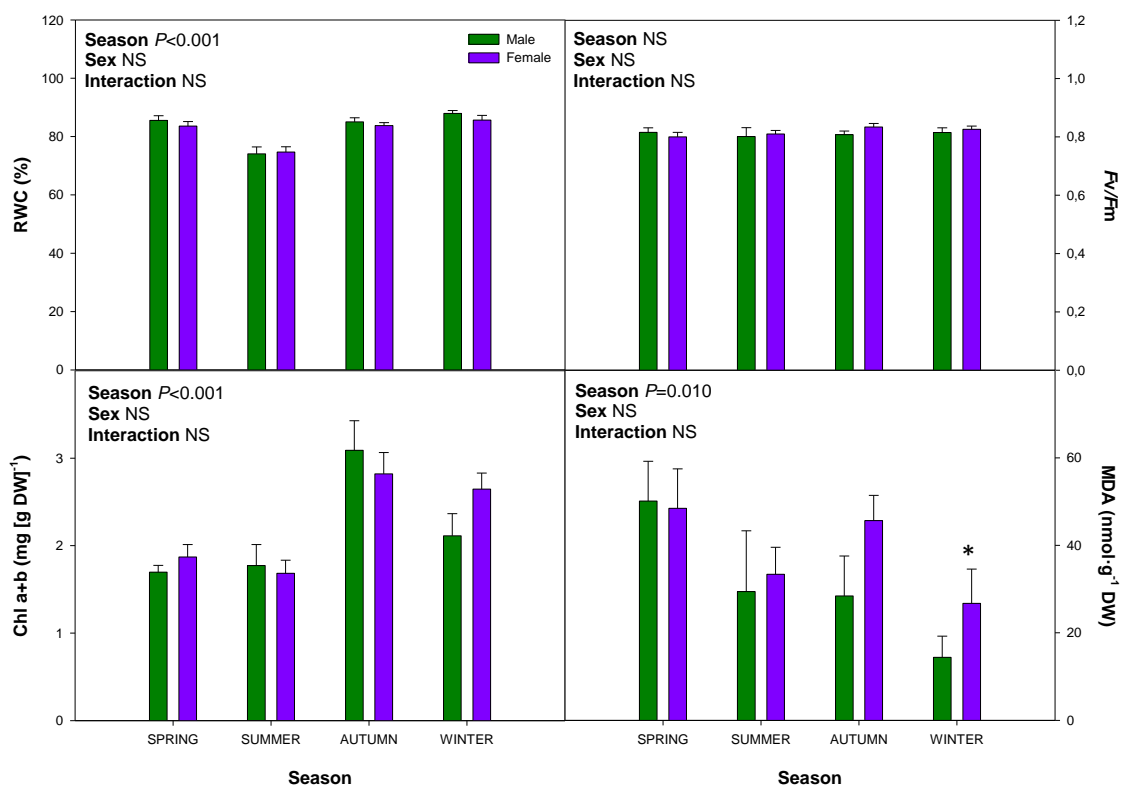 120
100
80
60
40
20
0
RWC (%)
Season P<0.001
Sex NS
Interaction NS
Male
Female
Season NS
Sex NS
Interaction NS
1,2
1,0
0,8
0,6
0,4
0,2
0,0
Fv/Fm
3
2
1
0
Chl a+b (mg [g DW]-1)
Season P<0.001
Sex NS
Interaction NS
Season P=0.010
Sex NS
Interaction NS
*
60
40
20
0
MDA (nmol·g-1 DW)
SPRING SUMMER AUTUMN WINTER
Season
SPRING SUMMER AUTUMN WINTER
Season